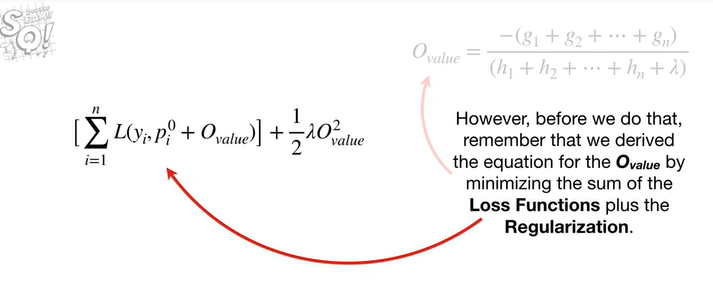 SQ!
O_value = -(g_1 + g_2 + ⋯ + g_n) / (h_1 + h_2 + ⋯ + h_n + λ)
[∑_{i=1}^{n} L(y_i, p_i^0 + O_value)] + 1/2 λO²_value
However, before we do that,
remember that we derived
the equation for the O_value by
minimizing the sum of the
Loss Functions plus the
Regularization.